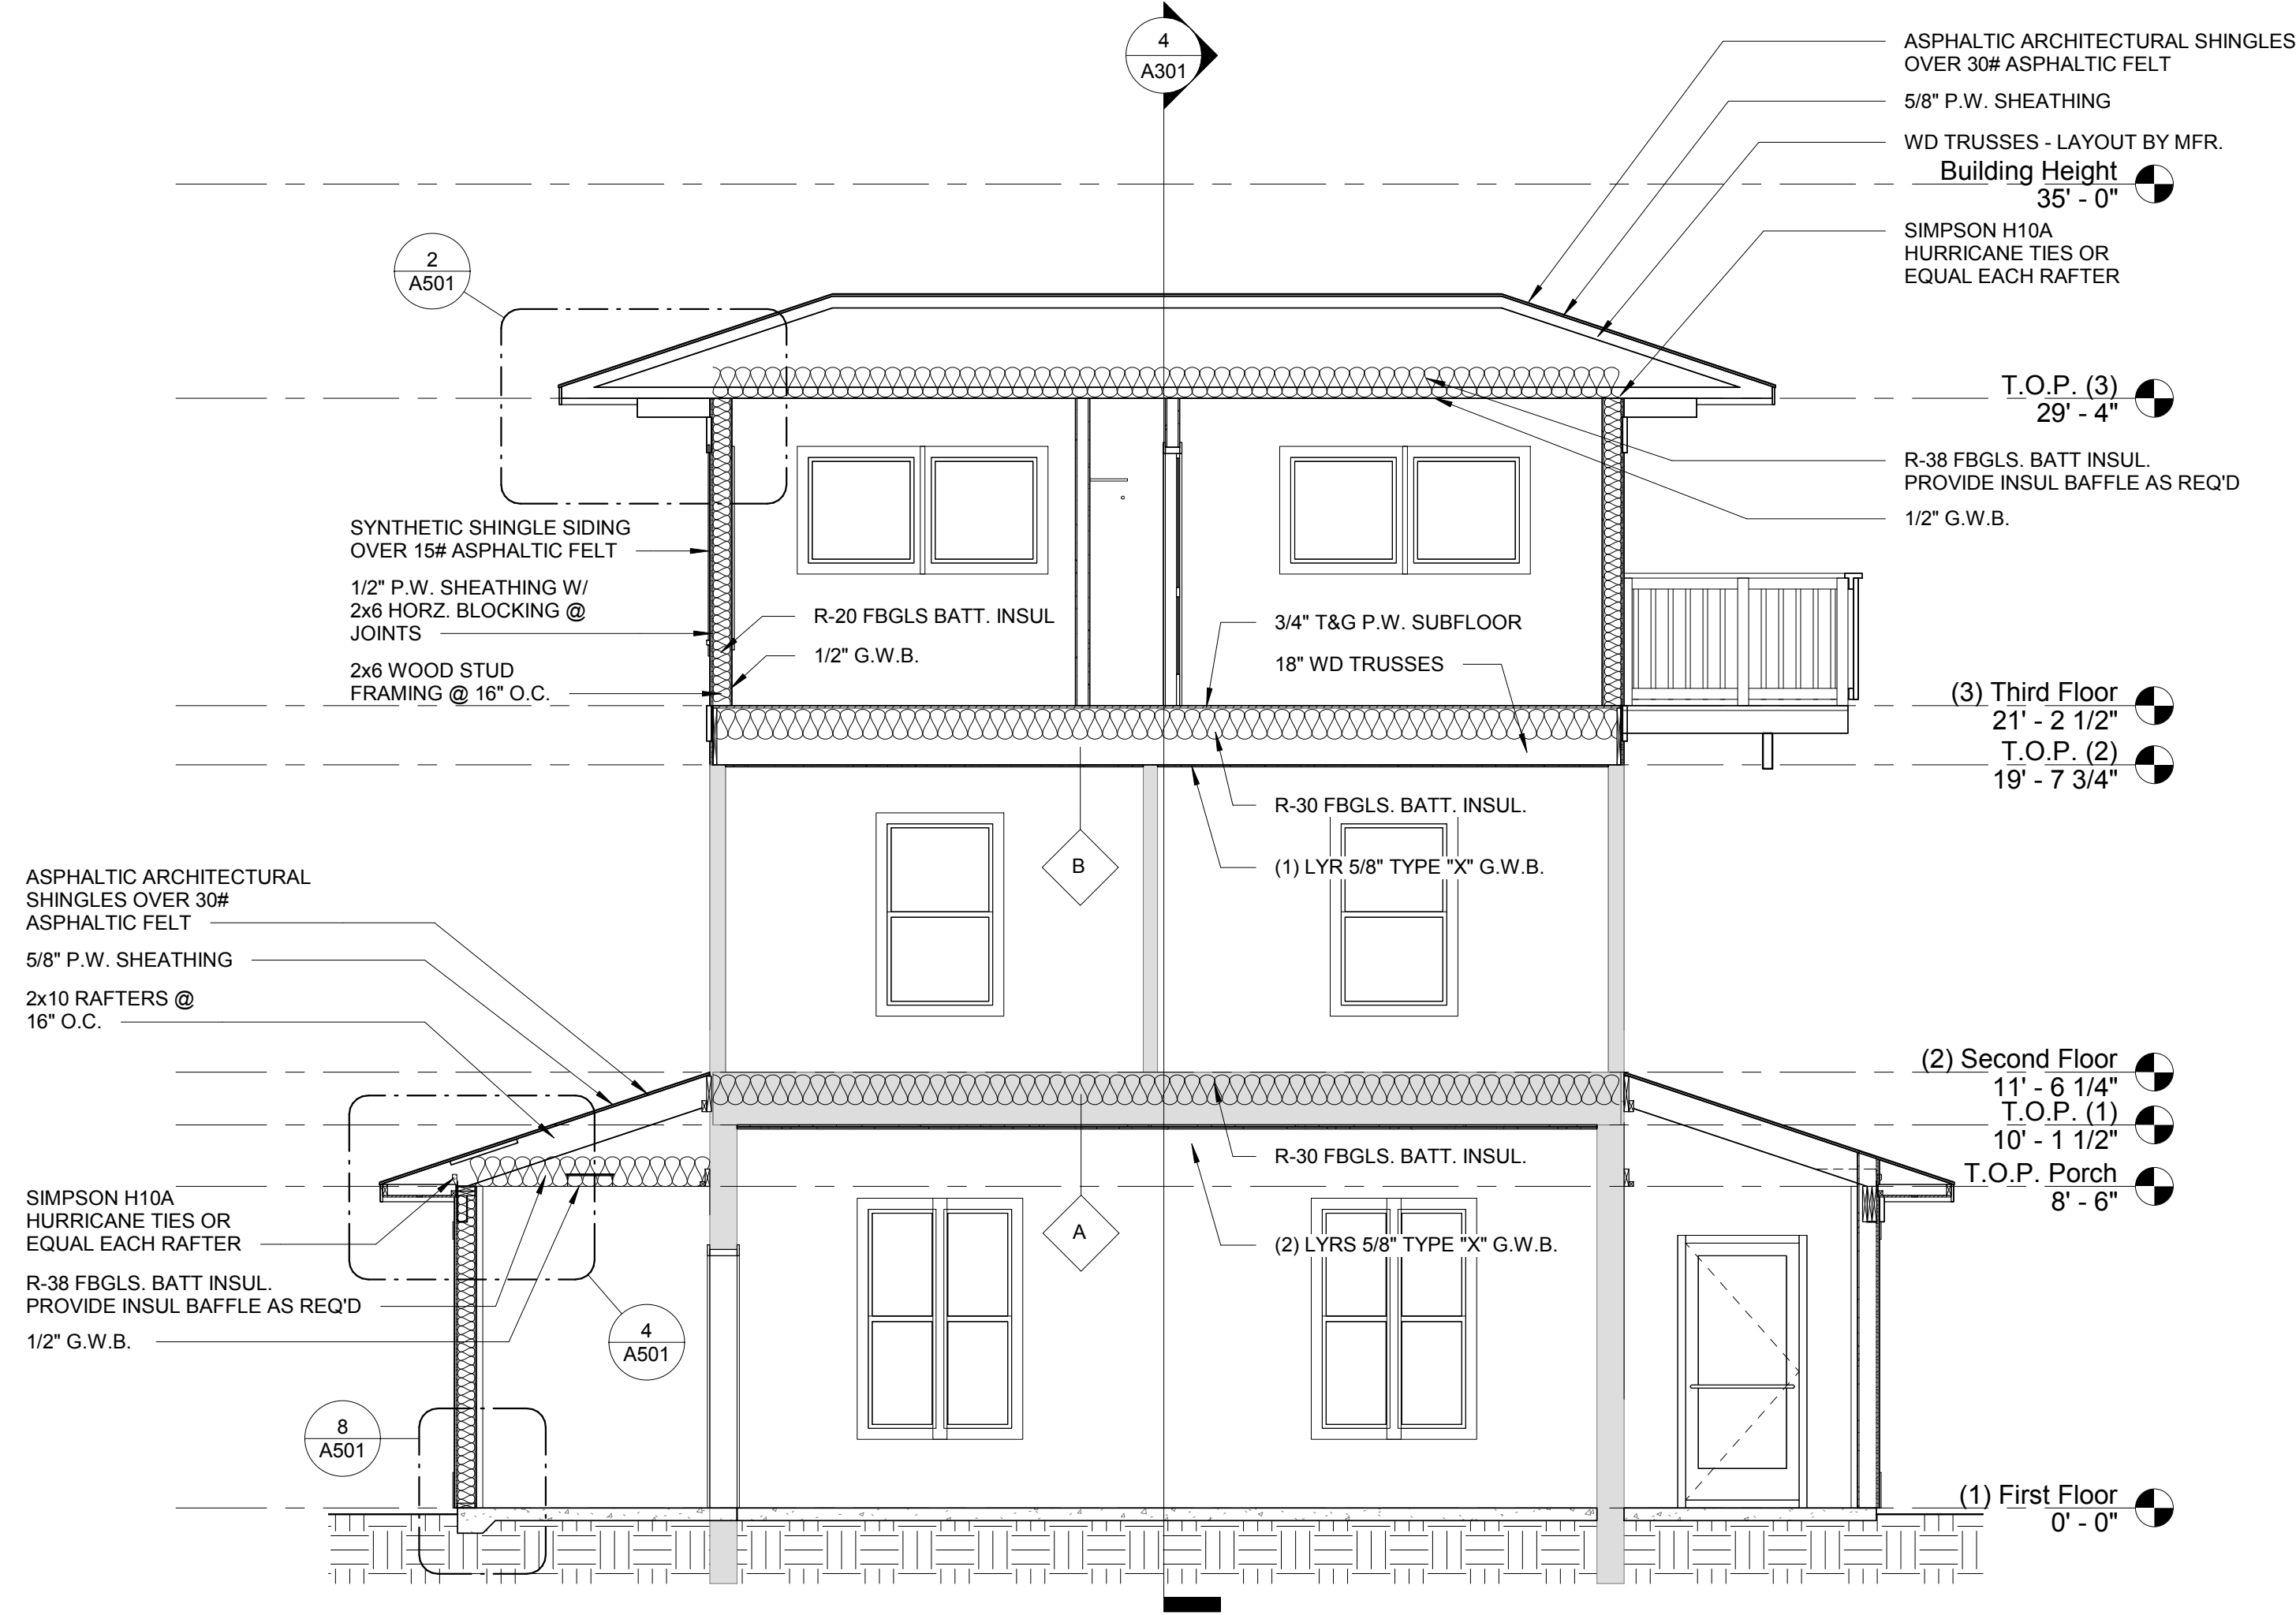 4
A301
ASPHALTIC ARCHITECTURAL SHINGLES
OVER 30# ASPHALTIC FELT
5/8" P.W. SHEATHING
WD TRUSSES - LAYOUT BY MFR.
Building Height
35' - 0"
SIMPSON H10A
HURRICANE TIES OR
EQUAL EACH RAFTER
2
A501
T.O.P. (3)
29' - 4"
R-38 FBGLS. BATT INSUL.
PROVIDE INSUL BAFFLE AS REQ'D
1/2" G.W.B.
SYNTHETIC SHINGLE SIDING
OVER 15# ASPHALTIC FELT
1/2" P.W. SHEATHING W/
2x6 HORZ. BLOCKING @
JOINTS
2x6 WOOD STUD
FRAMING @ 16" O.C.
R-20 FBGLS BATT. INSUL
1/2" G.W.B.
3/4" T&G P.W. SUBFLOOR
18" WD TRUSSES
(3) Third Floor
21' - 2 1/2"
T.O.P. (2)
19' - 7 3/4"
R-30 FBGLS. BATT. INSUL.
B
(1) LYR 5/8" TYPE "X" G.W.B.
ASPHALTIC ARCHITECTURAL
SHINGLES OVER 30#
ASPHALTIC FELT
5/8" P.W. SHEATHING
2x10 RAFTERS @
16" O.C.
(2) Second Floor
11' - 6 1/4"
T.O.P. (1)
10' - 1 1/2"
T.O.P. Porch
8' - 6"
R-30 FBGLS. BATT. INSUL.
A
(2) LYRS 5/8" TYPE "X" G.W.B.
SIMPSON H10A
HURRICANE TIES OR
EQUAL EACH RAFTER
R-38 FBGLS. BATT INSUL.
PROVIDE INSUL BAFFLE AS REQ'D
1/2" G.W.B.
4
A501
8
A501
(1) First Floor
0' - 0"